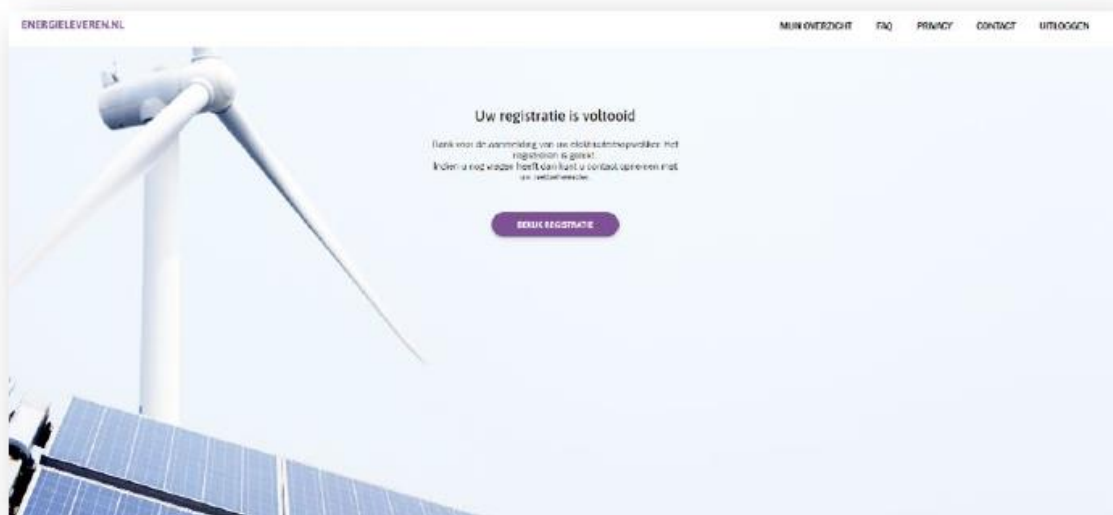 ENERGIELEVEREN.NL
MIJN OVERZICHT FAQ PRIVACY CONTACT UITLOGGEN
Uw registratie is voltooid
Dank voor de aanmelding van uw elektriciteitsopwekker. Het
registreren is gelukt.
Indien u nog vragen heeft dan kunt u contact opnemen met
uw netbeheerder.
BEKIJK REGISTRATIE